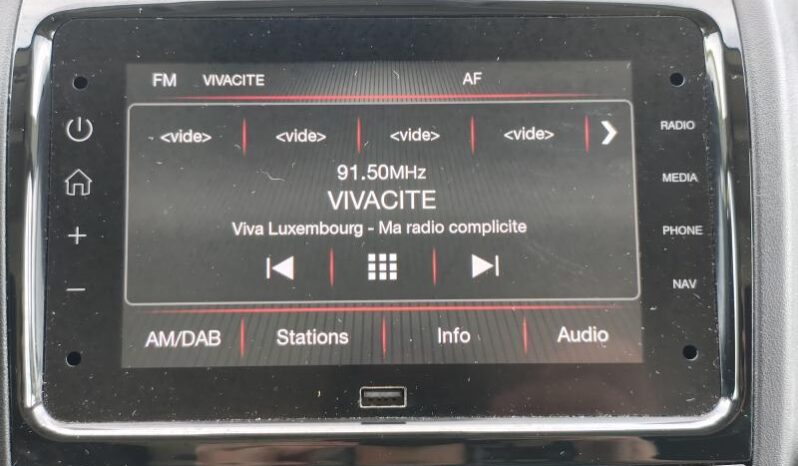 FM VIVACITE AF
<vide> <vide> <vide> <vide>
91.50MHz
VIVACITE
Viva Luxembourg - Ma radio complicite
AM/DAB Stations Info Audio
RADIO
MEDIA
PHONE
NAV